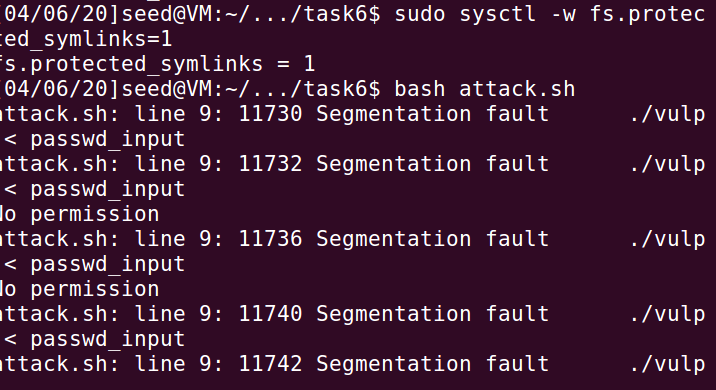 [04/06/20]seed@VM:~/.../task6$ sudo sysctl -w fs.protec
ted_symlinks=1
fs.protected_symlinks = 1
[04/06/20]seed@VM:~/.../task6$ bash attack.sh
attack.sh: line 9: 11730 Segmentation fault      ./vulp
 < passwd_input
attack.sh: line 9: 11732 Segmentation fault      ./vulp
 < passwd_input
No permission
attack.sh: line 9: 11736 Segmentation fault      ./vulp
 < passwd_input
No permission
attack.sh: line 9: 11740 Segmentation fault      ./vulp
 < passwd_input
attack.sh: line 9: 11742 Segmentation fault      ./vulp